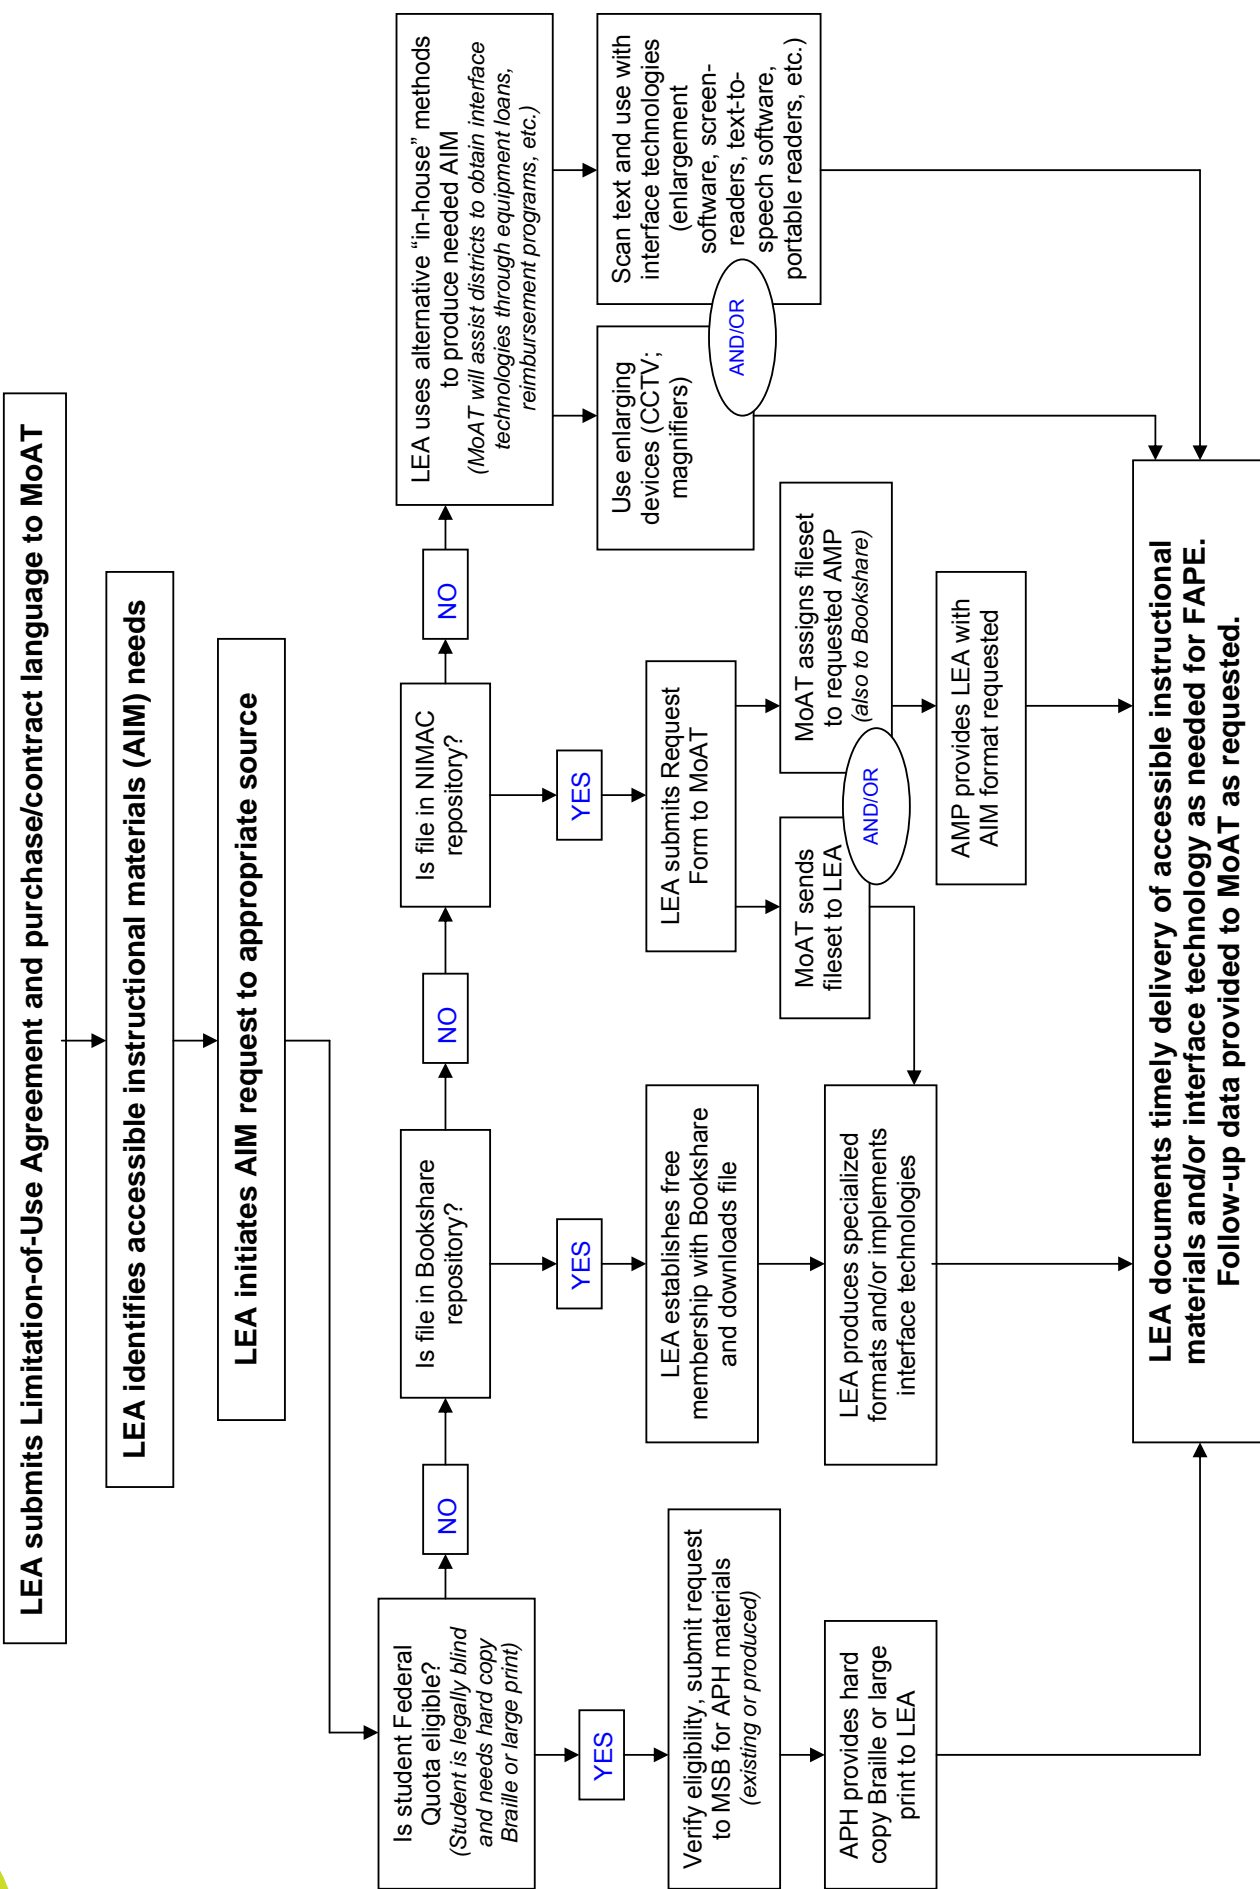 LEA submits Limitation-of-Use Agreement and purchase/contract language to MoAT
LEA identifies accessible instructional materials (AIM) needs
LEA initiates AIM request to appropriate source
Is student Federal
Quota eligible?
(Student is legally blind
and needs hard copy
Braille or large print)
NO
Is file in Bookshare
repository?
NO
Is file in NIMAC
repository?
NO
LEA uses alternative “in-house” methods
to produce needed AIM
(MoAT will assist districts to obtain interface
technologies through equipment loans,
reimbursement programs, etc.)
YES
YES
YES
Verify eligibility, submit request
to MSB for APH materials
(existing or produced)
LEA establishes free
membership with Bookshare
and downloads file
LEA submits Request
Form to MoAT
Use enlarging
devices (CCTV;
magnifiers)
AND/OR
Scan text and use with
interface technologies
(enlargement
software, screen-
readers, text-to-
speech software,
portable readers, etc.)
MoAT sends
fileset to LEA
AND/OR
MoAT assigns fileset
to requested AMP
(also to Bookshare)
APH provides hard
copy Braille or large
print to LEA
LEA produces specialized
formats and/or implements
interface technologies
AMP provides LEA with
AIM format requested
LEA documents timely delivery of accessible instructional
materials and/or interface technology as needed for FAPE.
Follow-up data provided to MoAT as requested.